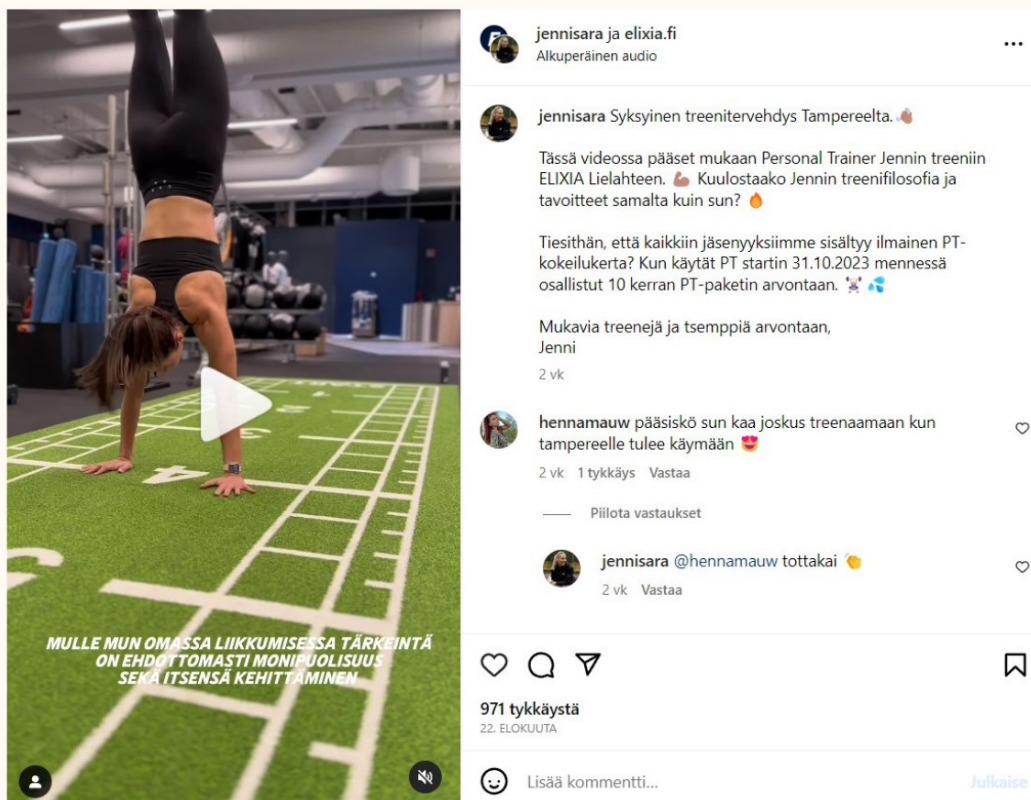 jennisara ja elixia.fi
Alkuperäinen audio
jennisara Syksyinen treenitervehdys Tampereelta.
Tässä videossa pääset mukaan Personal Trainer Jennin treeniin
ELIXIA Lielahteen. 💪 Kuulostaako Jennin treenifilosofia ja
tavoitteet samalta kuin sun? 🔥
Tiesithän, että kaikkiin jäsenyyksiimme sisältyy ilmainen PT-
kokeilukerta? Kun käytät PT startin 31.10.2023 mennessä
osallistut 10 kerran PT-paketin arvontaan.
Mukavia treenejä ja tsemppiä arvontaan,
Jenni
2 vk
hennamauw pääsiskö sun kaa joskus treenaamaan kun
tampereelle tulee käymään 😍
2 vk 1 tykkäys Vastaa
Piilota vastaukset
jennisara @hennamauw tottakai 👏
2 vk Vastaa
971 tykkäystä
22. ELOKUUTA
Lisää kommentti...
Julkaise
2
3
4
5
MULLE MUN OMASSA LIIKKUMISESSA TÄRKEINTÄ
ON EHDOTTOMASTI MONIPUOLISUUS
SEKÄ ITSENSÄ KEHITTÄMINEN